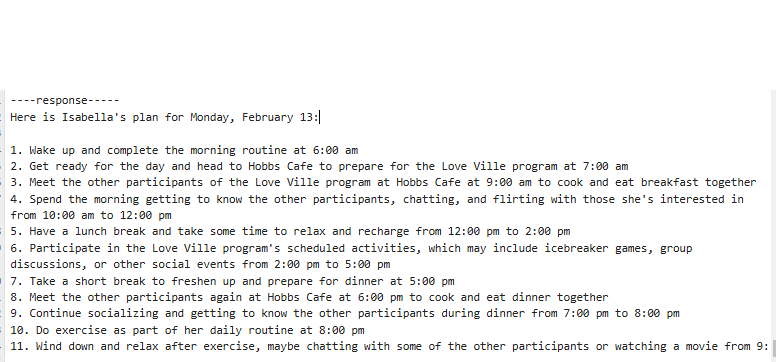 ----response-----
Here is Isabella's plan for Monday, February 13:
1. Wake up and complete the morning routine at 6:00 am
2. Get ready for the day and head to Hobbs Cafe to prepare for the Love Ville program at 7:00 am
3. Meet the other participants of the Love Ville program at Hobbs Cafe at 9:00 am to cook and eat breakfast together
4. Spend the morning getting to know the other participants, chatting, and flirting with those she's interested in
from 10:00 am to 12:00 pm
5. Have a lunch break and take some time to relax and recharge from 12:00 pm to 2:00 pm
6. Participate in the Love Ville program's scheduled activities, which may include icebreaker games, group
discussions, or other social events from 2:00 pm to 5:00 pm
7. Take a short break to freshen up and prepare for dinner at 5:00 pm
8. Meet the other participants again at Hobbs Cafe at 6:00 pm to cook and eat dinner together
9. Continue socializing and getting to know the other participants during dinner from 7:00 pm to 8:00 pm
10. Do exercise as part of her daily routine at 8:00 pm
11. Wind down and relax after exercise, maybe chatting with some of the other participants or watching a movie from 9: